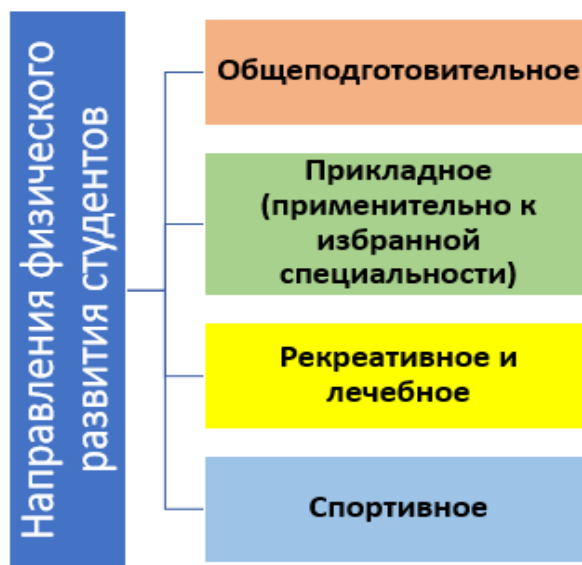 Направления физического
развития студентов
Общеподготовительное
Прикладное
(применительно к
избранной
специальности)
Рекреативное и
лечебное
Спортивное